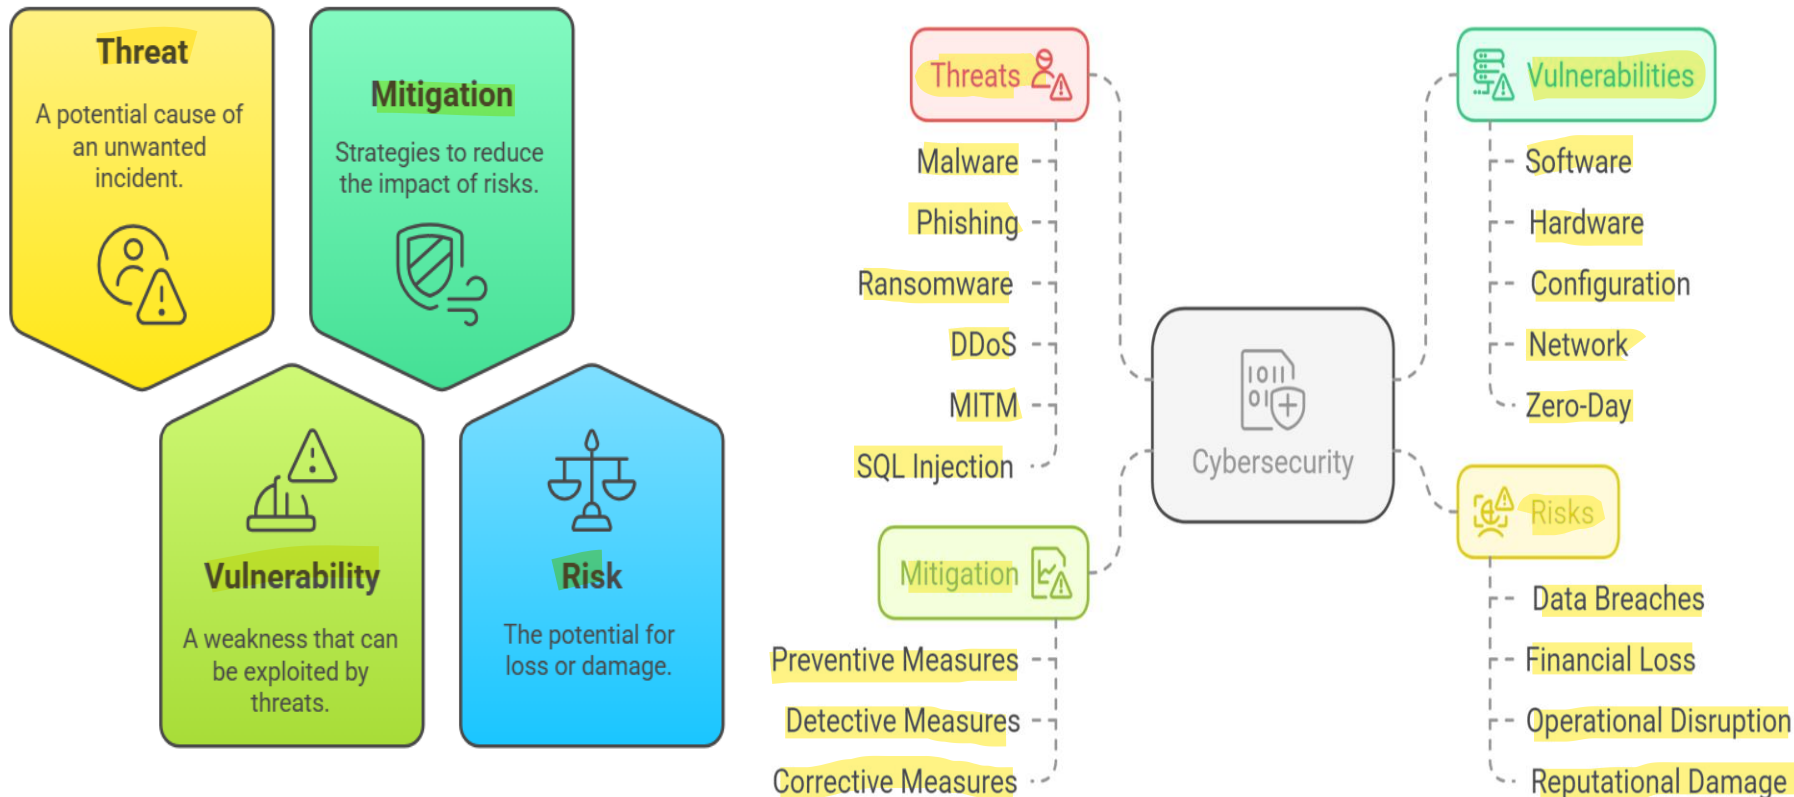 Threat
A potential cause of
an unwanted
incident.
Mitigation
Strategies to reduce
the impact of risks.
Vulnerability
A weakness that can
be exploited by
threats.
Risk
The potential for
loss or damage.
Threats
Malware
Phishing
Ransomware
DDoS
MITM
SQL Injection
Mitigation
Preventive Measures
Detective Measures
Corrective Measures
1011
01
Cybersecurity
Vulnerabilities
Software
Hardware
Configuration
Network
Zero-Day
Risks
Data Breaches
Financial Loss
Operational Disruption
Reputational Damage